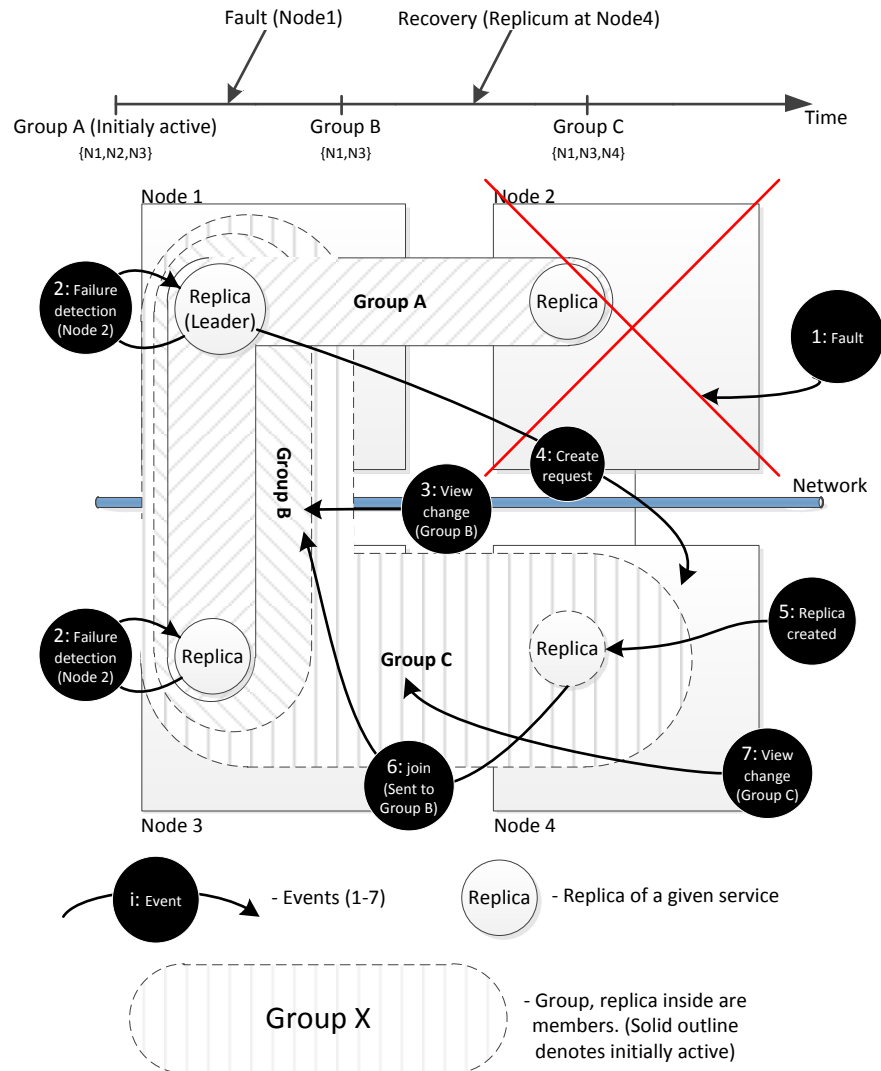 Fault (Node1)
Recovery (Replicum at Node4)
Time
Group A (Initialy active)
Group B
Group C
{N1,N2,N3}
{N1,N3}
{N1,N3,N4}
Node 1
Node 2
2: Failure
detection
(Node 2)
Replica
(Leader)
Group A
Replica
1: Fault
4: Create
request
Group B
3: View
change
(Group B)
Network
2: Failure
detection
(Node 2)
Replica
Group C
Replica
5: Replica
created
6: join
(Sent to
Group B)
7: View
change
(Group C)
Node 3
Node 4
i: Event
- Events (1-7)
Replica
- Replica of a given service
Group X
- Group, replica inside are
members. (Solid outline
denotes initially active)